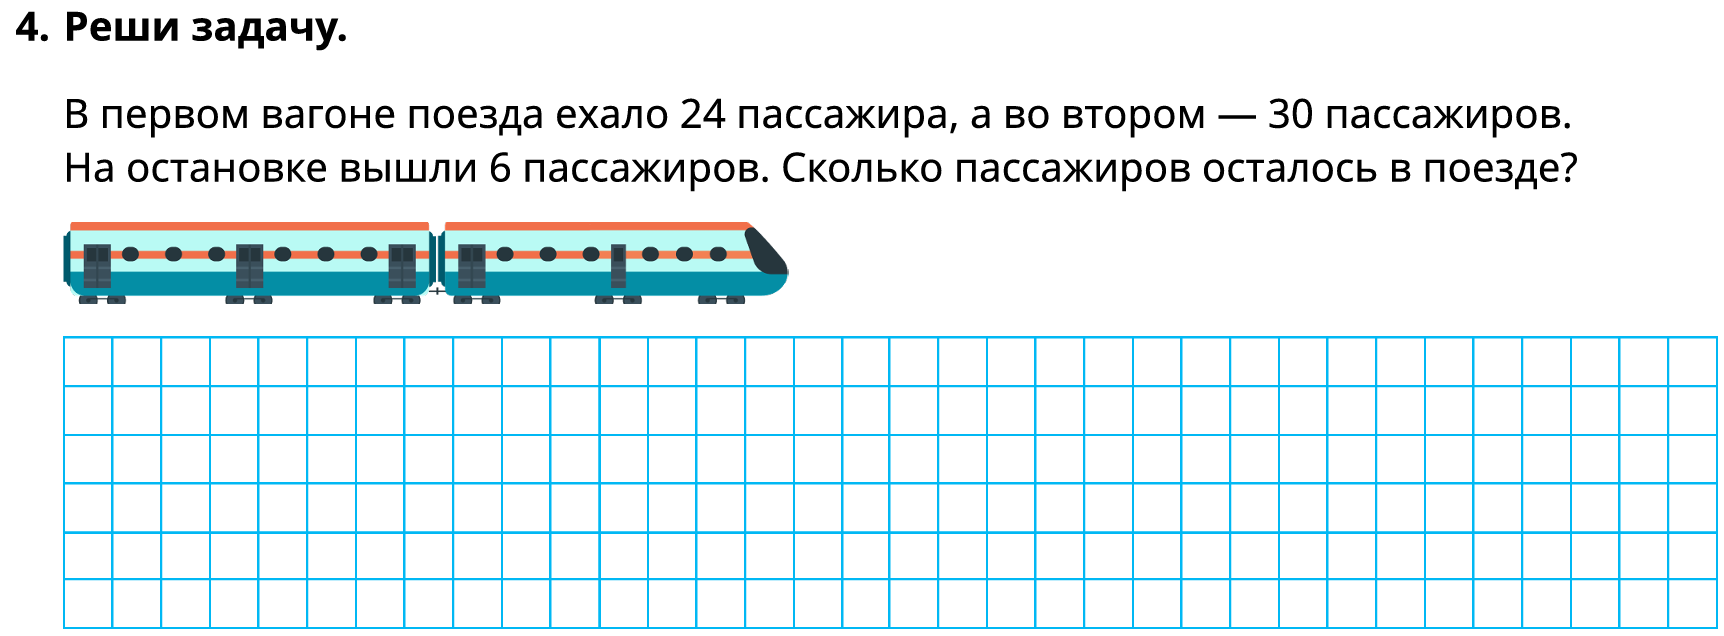 4. Реши задачу.
В первом вагоне поезда ехало 24 пассажира, а во втором — 30 пассажиров.
На остановке вышли 6 пассажиров. Сколько пассажиров осталось в поезде?